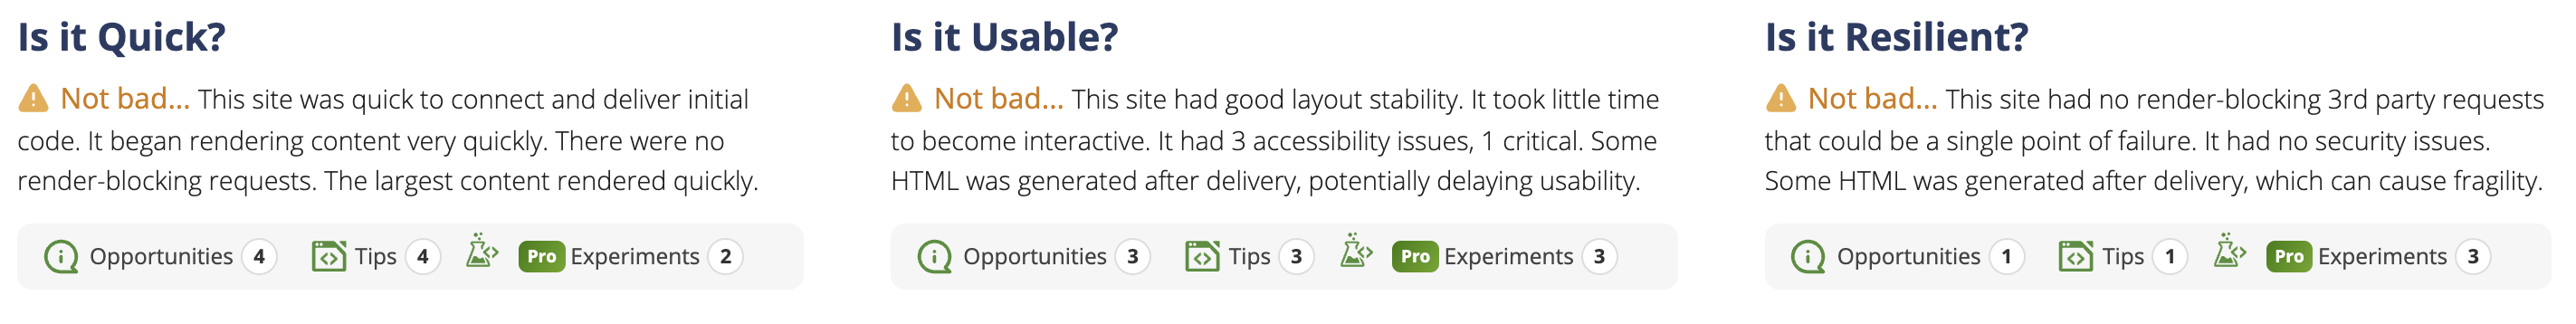 Is it Quick?
Not bad... This site was quick to connect and deliver initial
code. It began rendering content very quickly. There were no
render-blocking requests. The largest content rendered quickly.
Opportunities 4 Tips 4 Pro Experiments 2
Is it Usable?
Not bad... This site had good layout stability. It took little time
to become interactive. It had 3 accessibility issues, 1 critical. Some
HTML was generated after delivery, potentially delaying usability.
Opportunities 3 Tips 3 Pro Experiments 3
Is it Resilient?
Not bad... This site had no render-blocking 3rd party requests
that could be a single point of failure. It had no security issues.
Some HTML was generated after delivery, which can cause fragility.
Opportunities 1 Tips 1 Pro Experiments 3